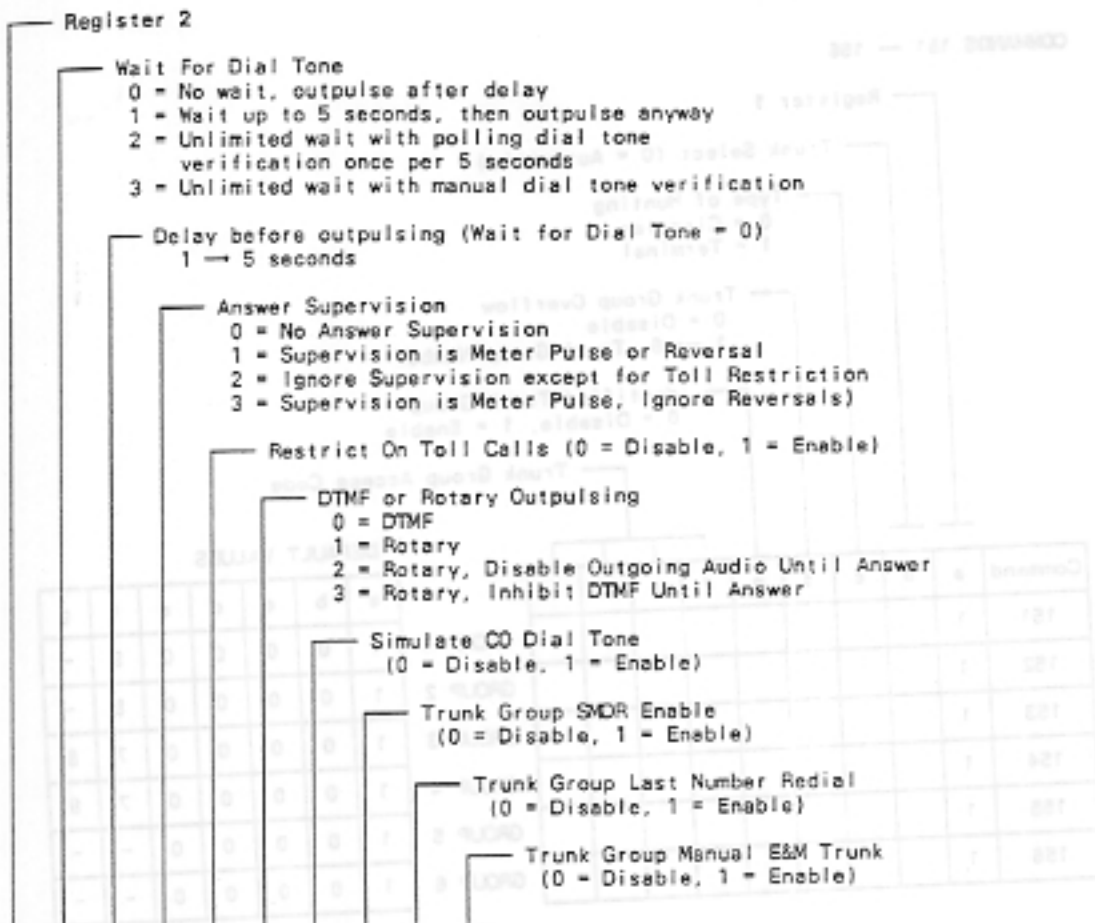 Register 2
Wait For Dial Tone
0 = No wait, outpulse after delay
1 = Wait up to 5 seconds, then outpulse anyway
2 = Unlimited wait with polling dial tone
verification once per 5 seconds
3 = Unlimited wait with manual dial tone verification
Delay before outpulsing (Wait for Dial Tone = 0)
1 → 5 seconds
Answer Supervision
0 = No Answer Supervision
1 = Supervision is Meter Pulse or Reversal
2 = Ignore Supervision except for Toll Restriction
3 = Supervision is Meter Pulse, Ignore Reversals)
Restrict On Toll Calls (0 = Disable, 1 = Enable)
DTMF or Rotary Outpulsing
0 = DTMF
1 = Rotary
2 = Rotary, Disable Outgoing Audio Until Answer
3 = Rotary, Inhibit DTMF Until Answer
Simulate CO Dial Tone
(0 = Disable, 1 = Enable)
Trunk Group SMDR Enable
(0 = Disable, 1 = Enable)
Trunk Group Last Number Redial
(0 = Disable, 1 = Enable)
Trunk Group Manual E&M Trunk
(0 = Disable, 1 = Enable)